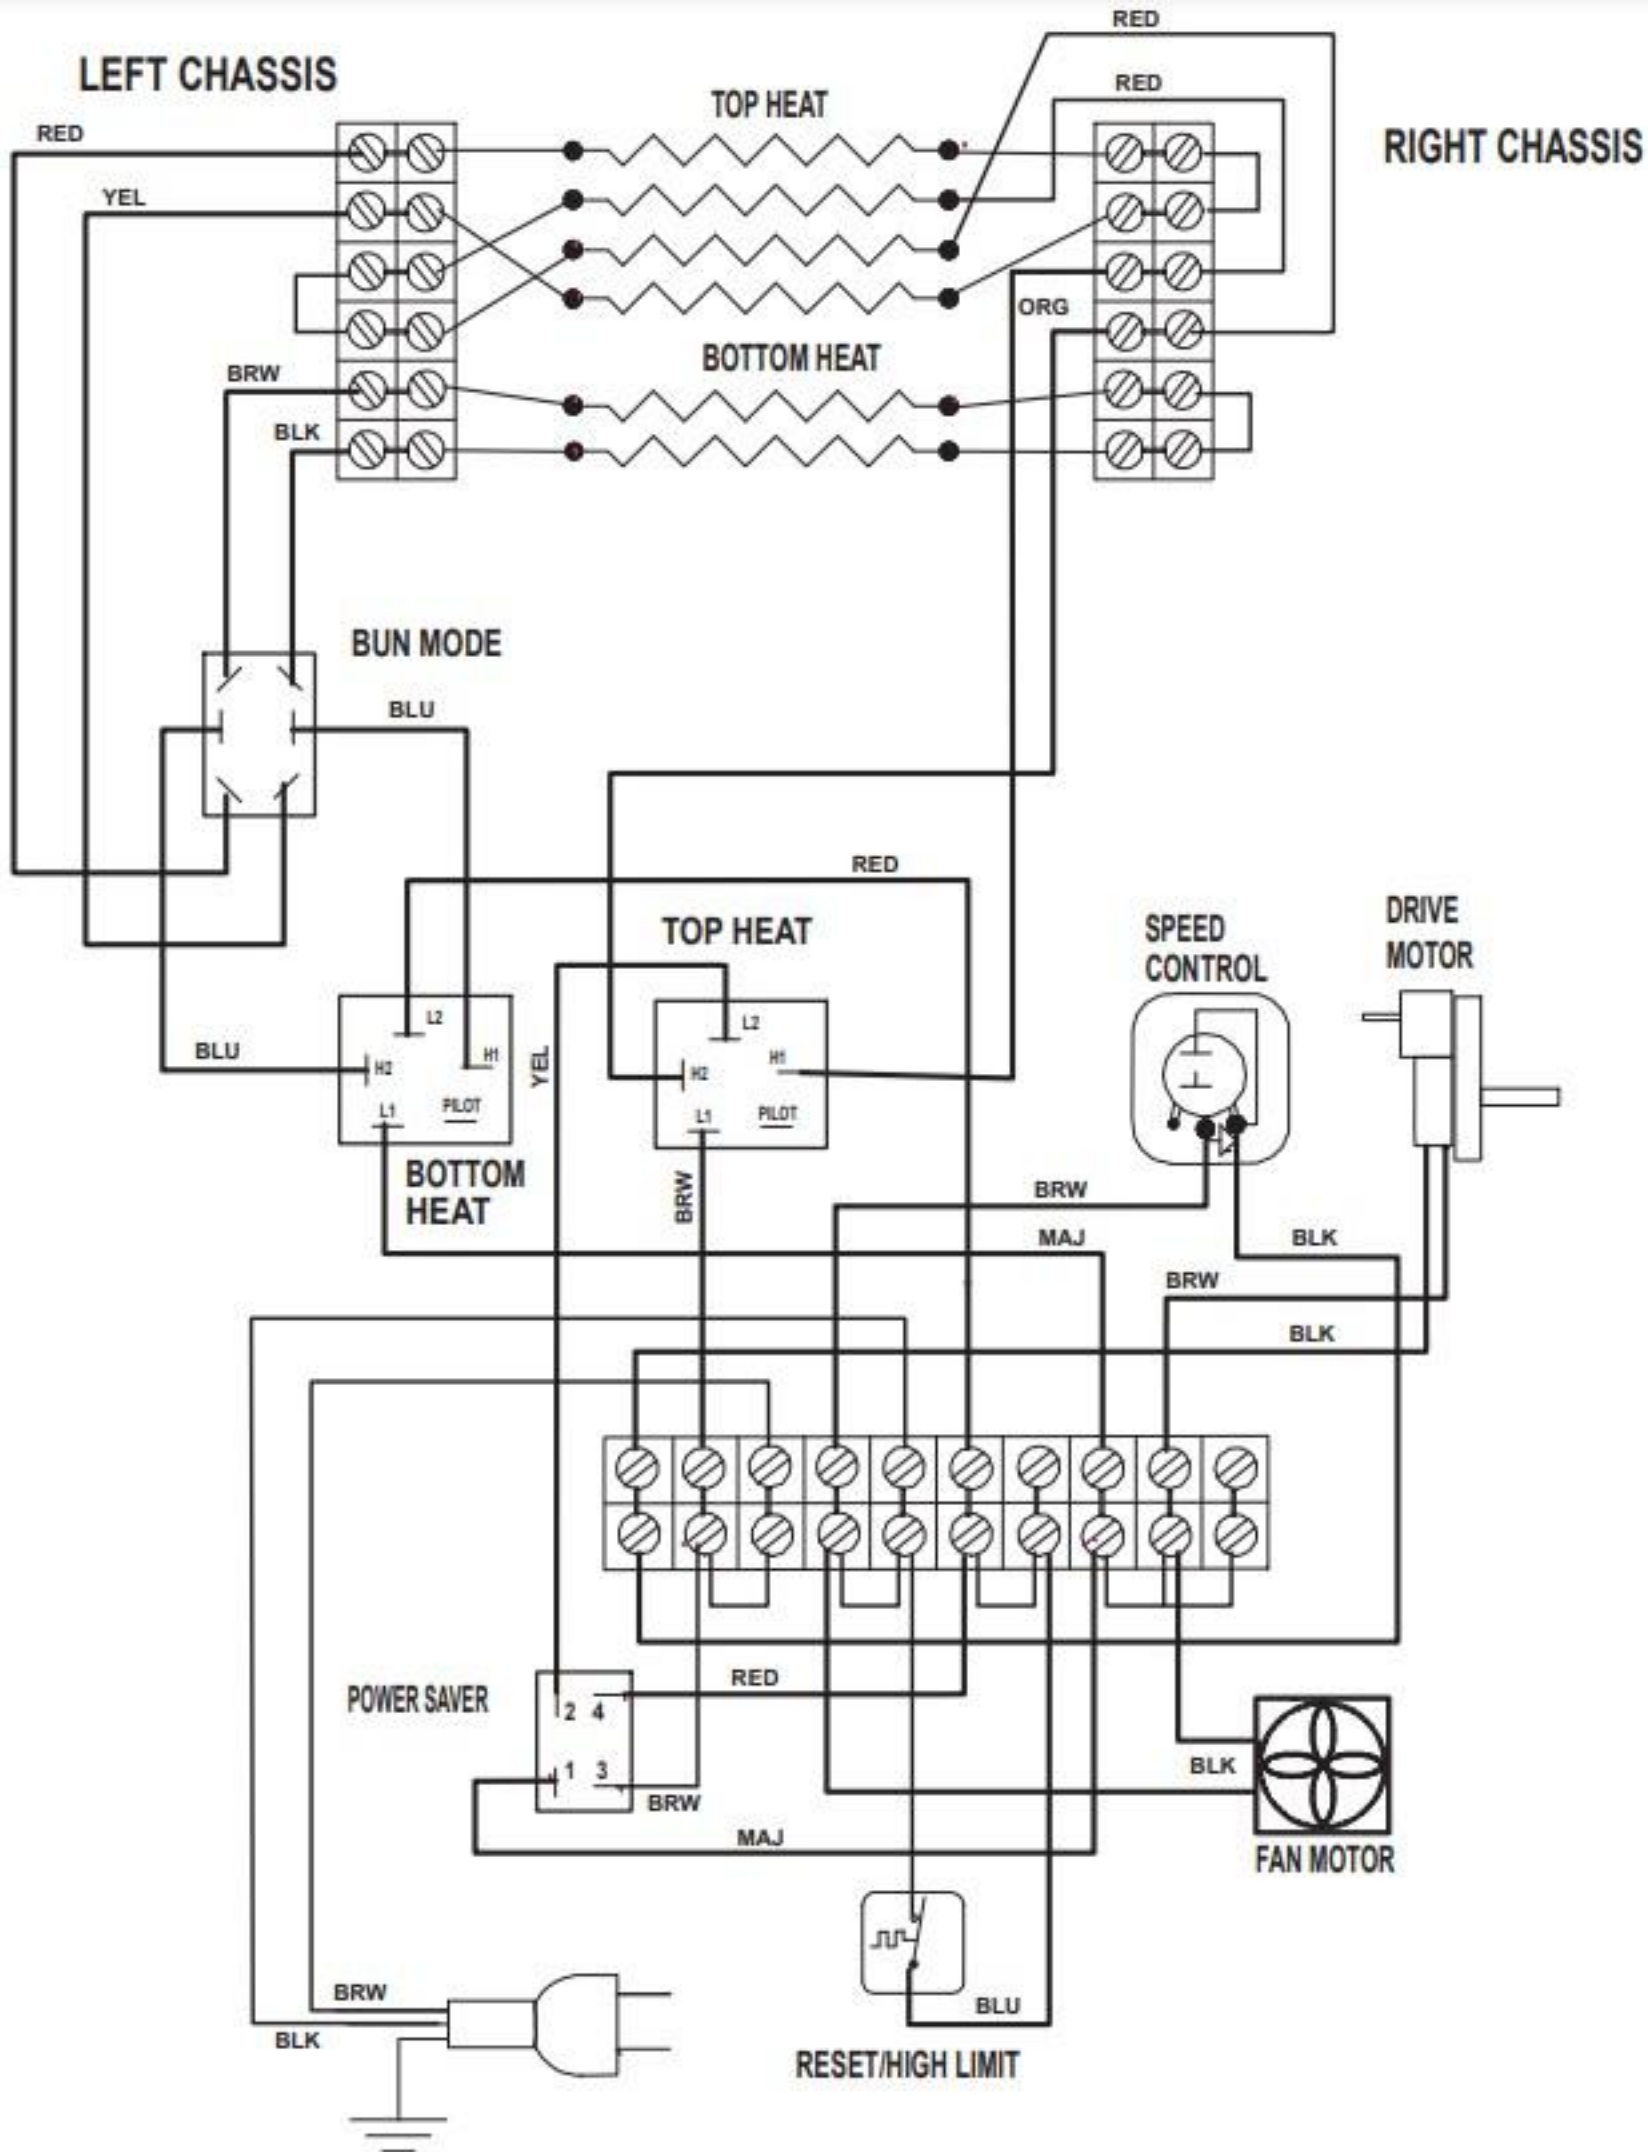 RED
LEFT CHASSIS
RED
TOP HEAT
RED
RIGHT CHASSIS
YEL
ORG
BOTTOM HEAT
BRW
BLK
BUN MODE
BLU
RED
TOP HEAT
SPEED
CONTROL
DRIVE
MOTOR
L2
H1
H2
L1
PILOT
BLU
YEL
L2
H1
H2
L1
PILOT
BOTTOM
HEAT
BRW
BRW
MAJ
BLK
BRW
BLK
POWER SAVER
RED
2 4
1 3
BRW
BLK
MAJ
FAN MOTOR
BRW
BLU
BLK
RESET/HIGH LIMIT